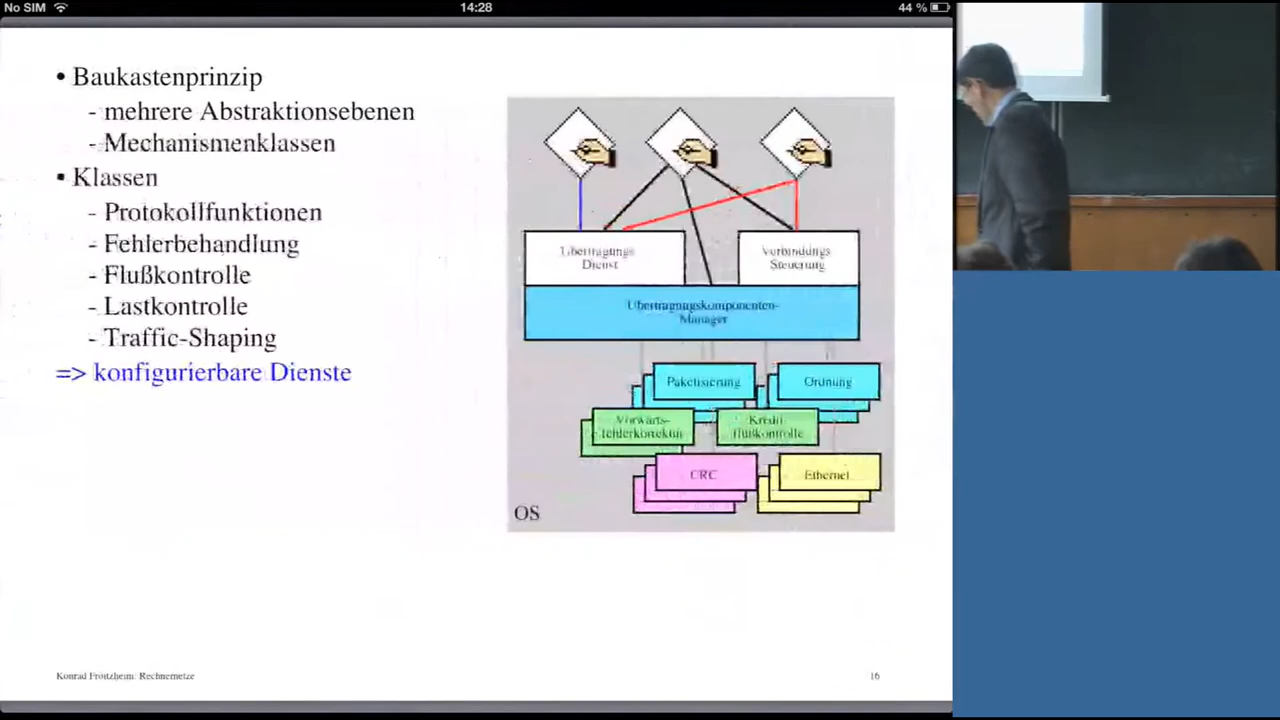 No SIM 14:28 44 %
• Baukastenprinzip
- mehrere Abstraktionsebenen
- Mechanismenklassen
• Klassen
- Protokollfunktionen
- Fehlerbehandlung
- Flußkontrolle
- Lastkontrolle
- Traffic-Shaping
=> konfigurierbare Dienste
Übertragungs
Dienst
Verbindungs
Steuerung
Übertragungskomponenten-
Manager
Paketisierung
Ordnung
Vorwärts-
fehlerkorrektur
Kredit
flußkontrolle
CRC
Ethernet
OS
Konrad Froitzheim: Rechnernetze
16